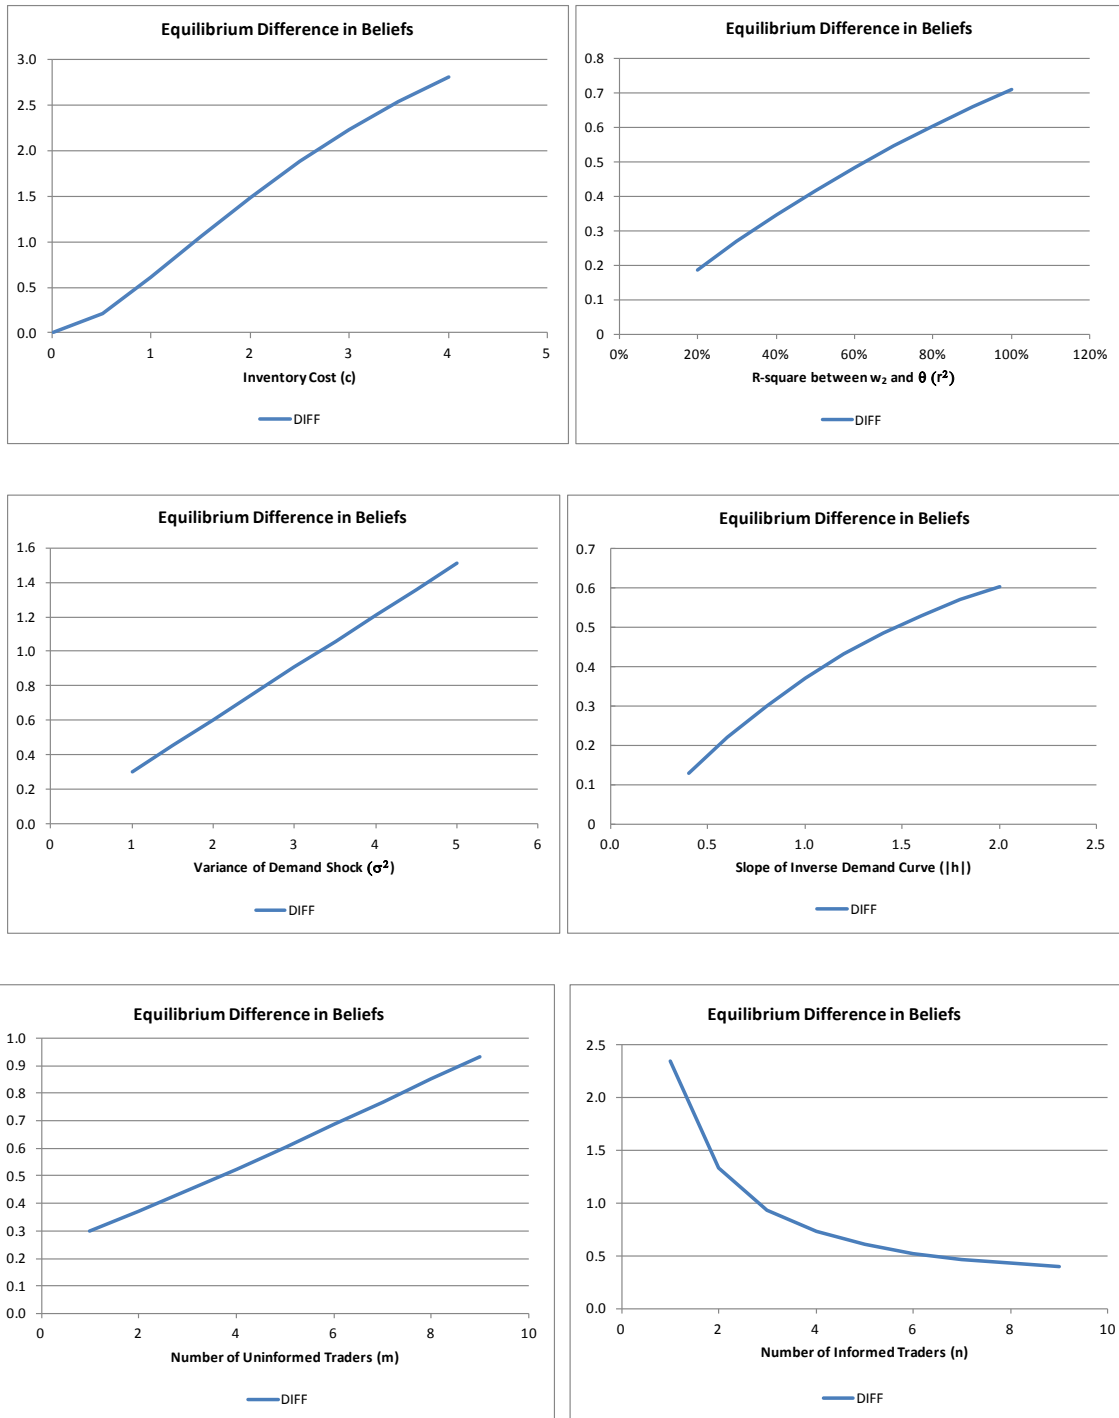 Equilibrium Difference in Beliefs
3.0
2.5
2.0
1.5
1.0
0.5
0.0
0 1 2 3 4 5
Inventory Cost (c)
DIFF
Equilibrium Difference in Beliefs
0.8
0.7
0.6
0.5
0.4
0.3
0.2
0.1
0
0% 20% 40% 60% 80% 100% 120%
R-square between w₂ and θ (r²)
DIFF
Equilibrium Difference in Beliefs
1.6
1.4
1.2
1.0
0.8
0.6
0.4
0.2
0.0
0 1 2 3 4 5 6
Variance of Demand Shock (σ²)
DIFF
Equilibrium Difference in Beliefs
0.7
0.6
0.5
0.4
0.3
0.2
0.1
0
0.0 0.5 1.0 1.5 2.0 2.5
Slope of Inverse Demand Curve (|h|)
DIFF
Equilibrium Difference in Beliefs
1.0
0.9
0.8
0.7
0.6
0.5
0.4
0.3
0.2
0.1
0.0
0 2 4 6 8 10
Number of Uninformed Traders (m)
DIFF
Equilibrium Difference in Beliefs
2.5
2.0
1.5
1.0
0.5
0.0
0 2 4 6 8 10
Number of Informed Traders (n)
DIFF